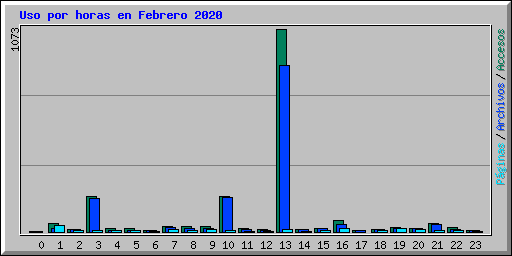 Uso por horas en Febrero 2020
1073
Páginas/Archivos/Accesos
0 1 2 3 4 5 6 7 8 9 10 11 12 13 14 15 16 17 18 19 20 21 22 23